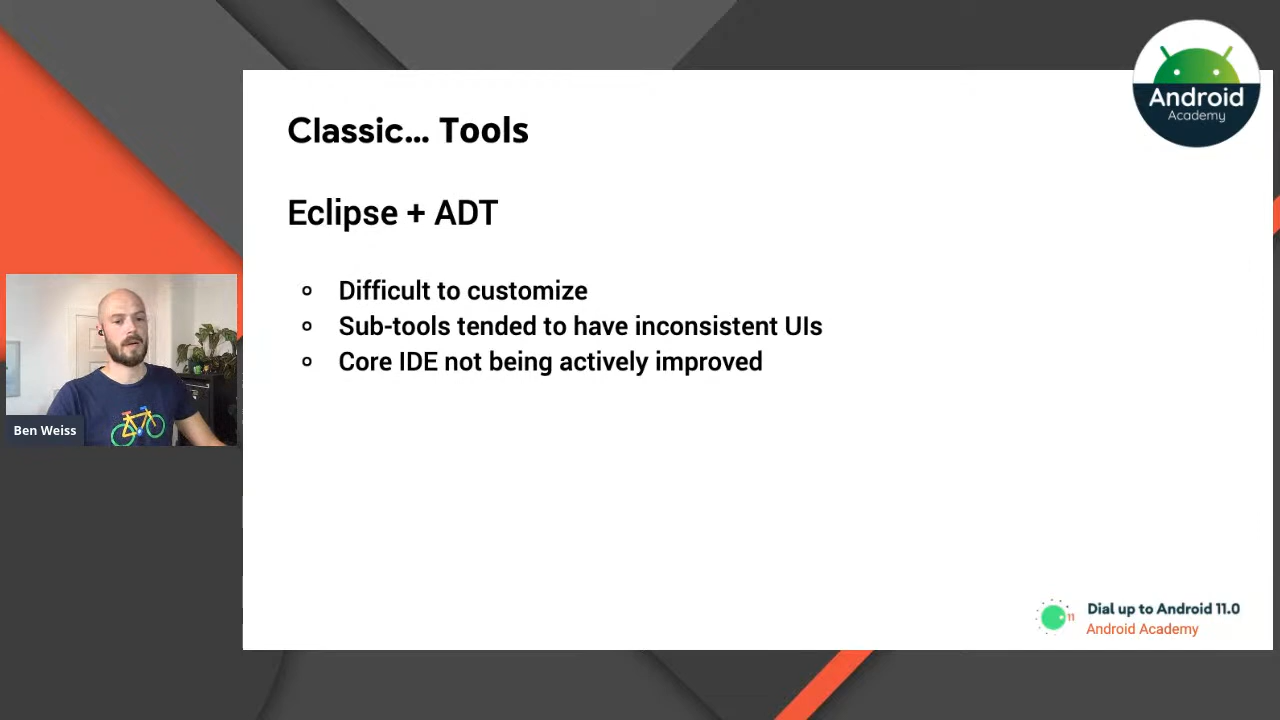 Android
Academy
Classic... Tools
Eclipse + ADT
Difficult to customize
Sub-tools tended to have inconsistent UIs
Core IDE not being actively improved
Ben Weiss
11
Dial up to Android 11.0
Android Academy